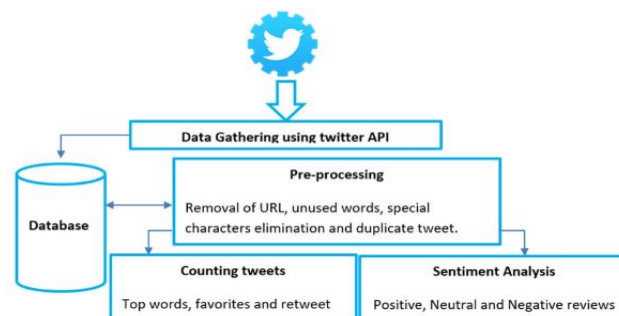 Data Gathering using twitter API
Pre-processing
Removal of URL, unused words, special
characters elimination and duplicate tweet.
Database
Counting tweets
Top words, favorites and retweet
Sentiment Analysis
Positive, Neutral and Negative reviews